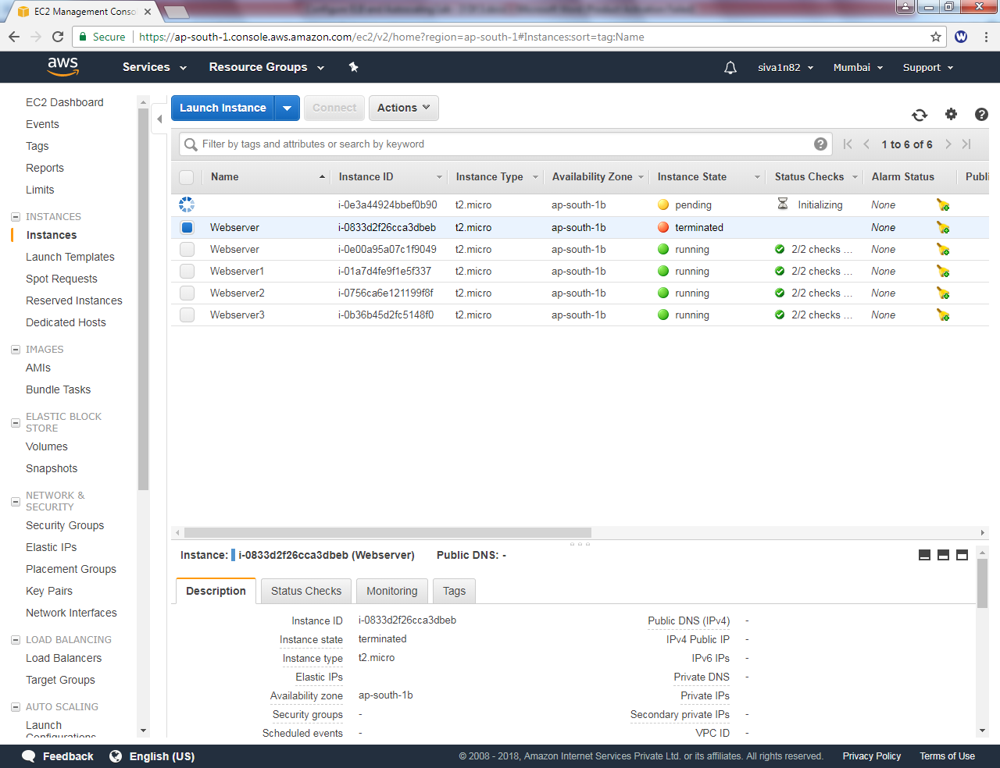 EC2 Management Conso
Secure https://ap-south-1.console.aws.amazon.com/ec2/v2/home?region=ap-south-1#Instances:sort=tag:Name
W
aws Services Resource Groups siva1n82 Mumbai Support
EC2 Dashboard
Events
Tags
Reports
Limits
INSTANCES
Instances
Launch Templates
Spot Requests
Reserved Instances
Dedicated Hosts
IMAGES
AMIs
Bundle Tasks
ELASTIC BLOCK
STORE
Volumes
Snapshots
NETWORK &
SECURITY
Security Groups
Elastic IPs
Placement Groups
Key Pairs
Network Interfaces
LOAD BALANCING
Load Balancers
Target Groups
AUTO SCALING
Launch
Configurations
Launch Instance Connect Actions
Filter by tags and attributes or search by keyword 1 to 6 of 6
Name Instance ID Instance Type Availability Zone Instance State Status Checks Alarm Status Publi
i-0e3a44924bbef0b90 t2.micro ap-south-1b pending Initializing None
Webserver i-0833d2f26cca3dbeb t2.micro ap-south-1b terminated None
Webserver i-0e00a95a07c1f9049 t2.micro ap-south-1b running 2/2 checks ... None
Webserver1 i-01a7d4fe9f1e5f337 t2.micro ap-south-1b running 2/2 checks ... None
Webserver2 i-0756ca6e121199f8f t2.micro ap-south-1b running 2/2 checks ... None
Webserver3 i-0b36b45d2fc5148f0 t2.micro ap-south-1b running 2/2 checks ... None
Instance: i-0833d2f26cca3dbeb (Webserver) Public DNS: -
Description Status Checks Monitoring Tags
Instance ID i-0833d2f26cca3dbeb Public DNS (IPv4) -
Instance state terminated IPv4 Public IP -
Instance type t2.micro IPv6 IPs -
Elastic IPs Private DNS -
Availability zone ap-south-1b Private IPs -
Security groups - Secondary private IPs -
Scheduled events - VPC ID -
Feedback English (US) © 2008 - 2018, Amazon Internet Services Private Ltd. or its affiliates. All rights reserved. Privacy Policy Terms of Use